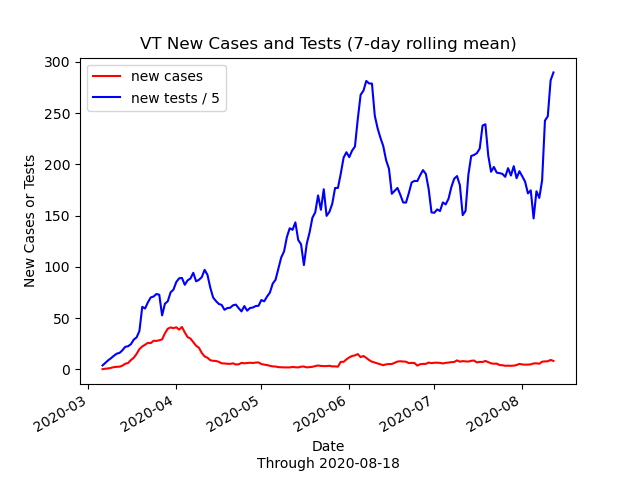 VT New Cases and Tests (7-day rolling mean)
new cases
new tests / 5
New Cases or Tests
300
250
200
150
100
50
0
2020-03
2020-04
2020-05
2020-06
2020-07
2020-08
Date
Through 2020-08-18